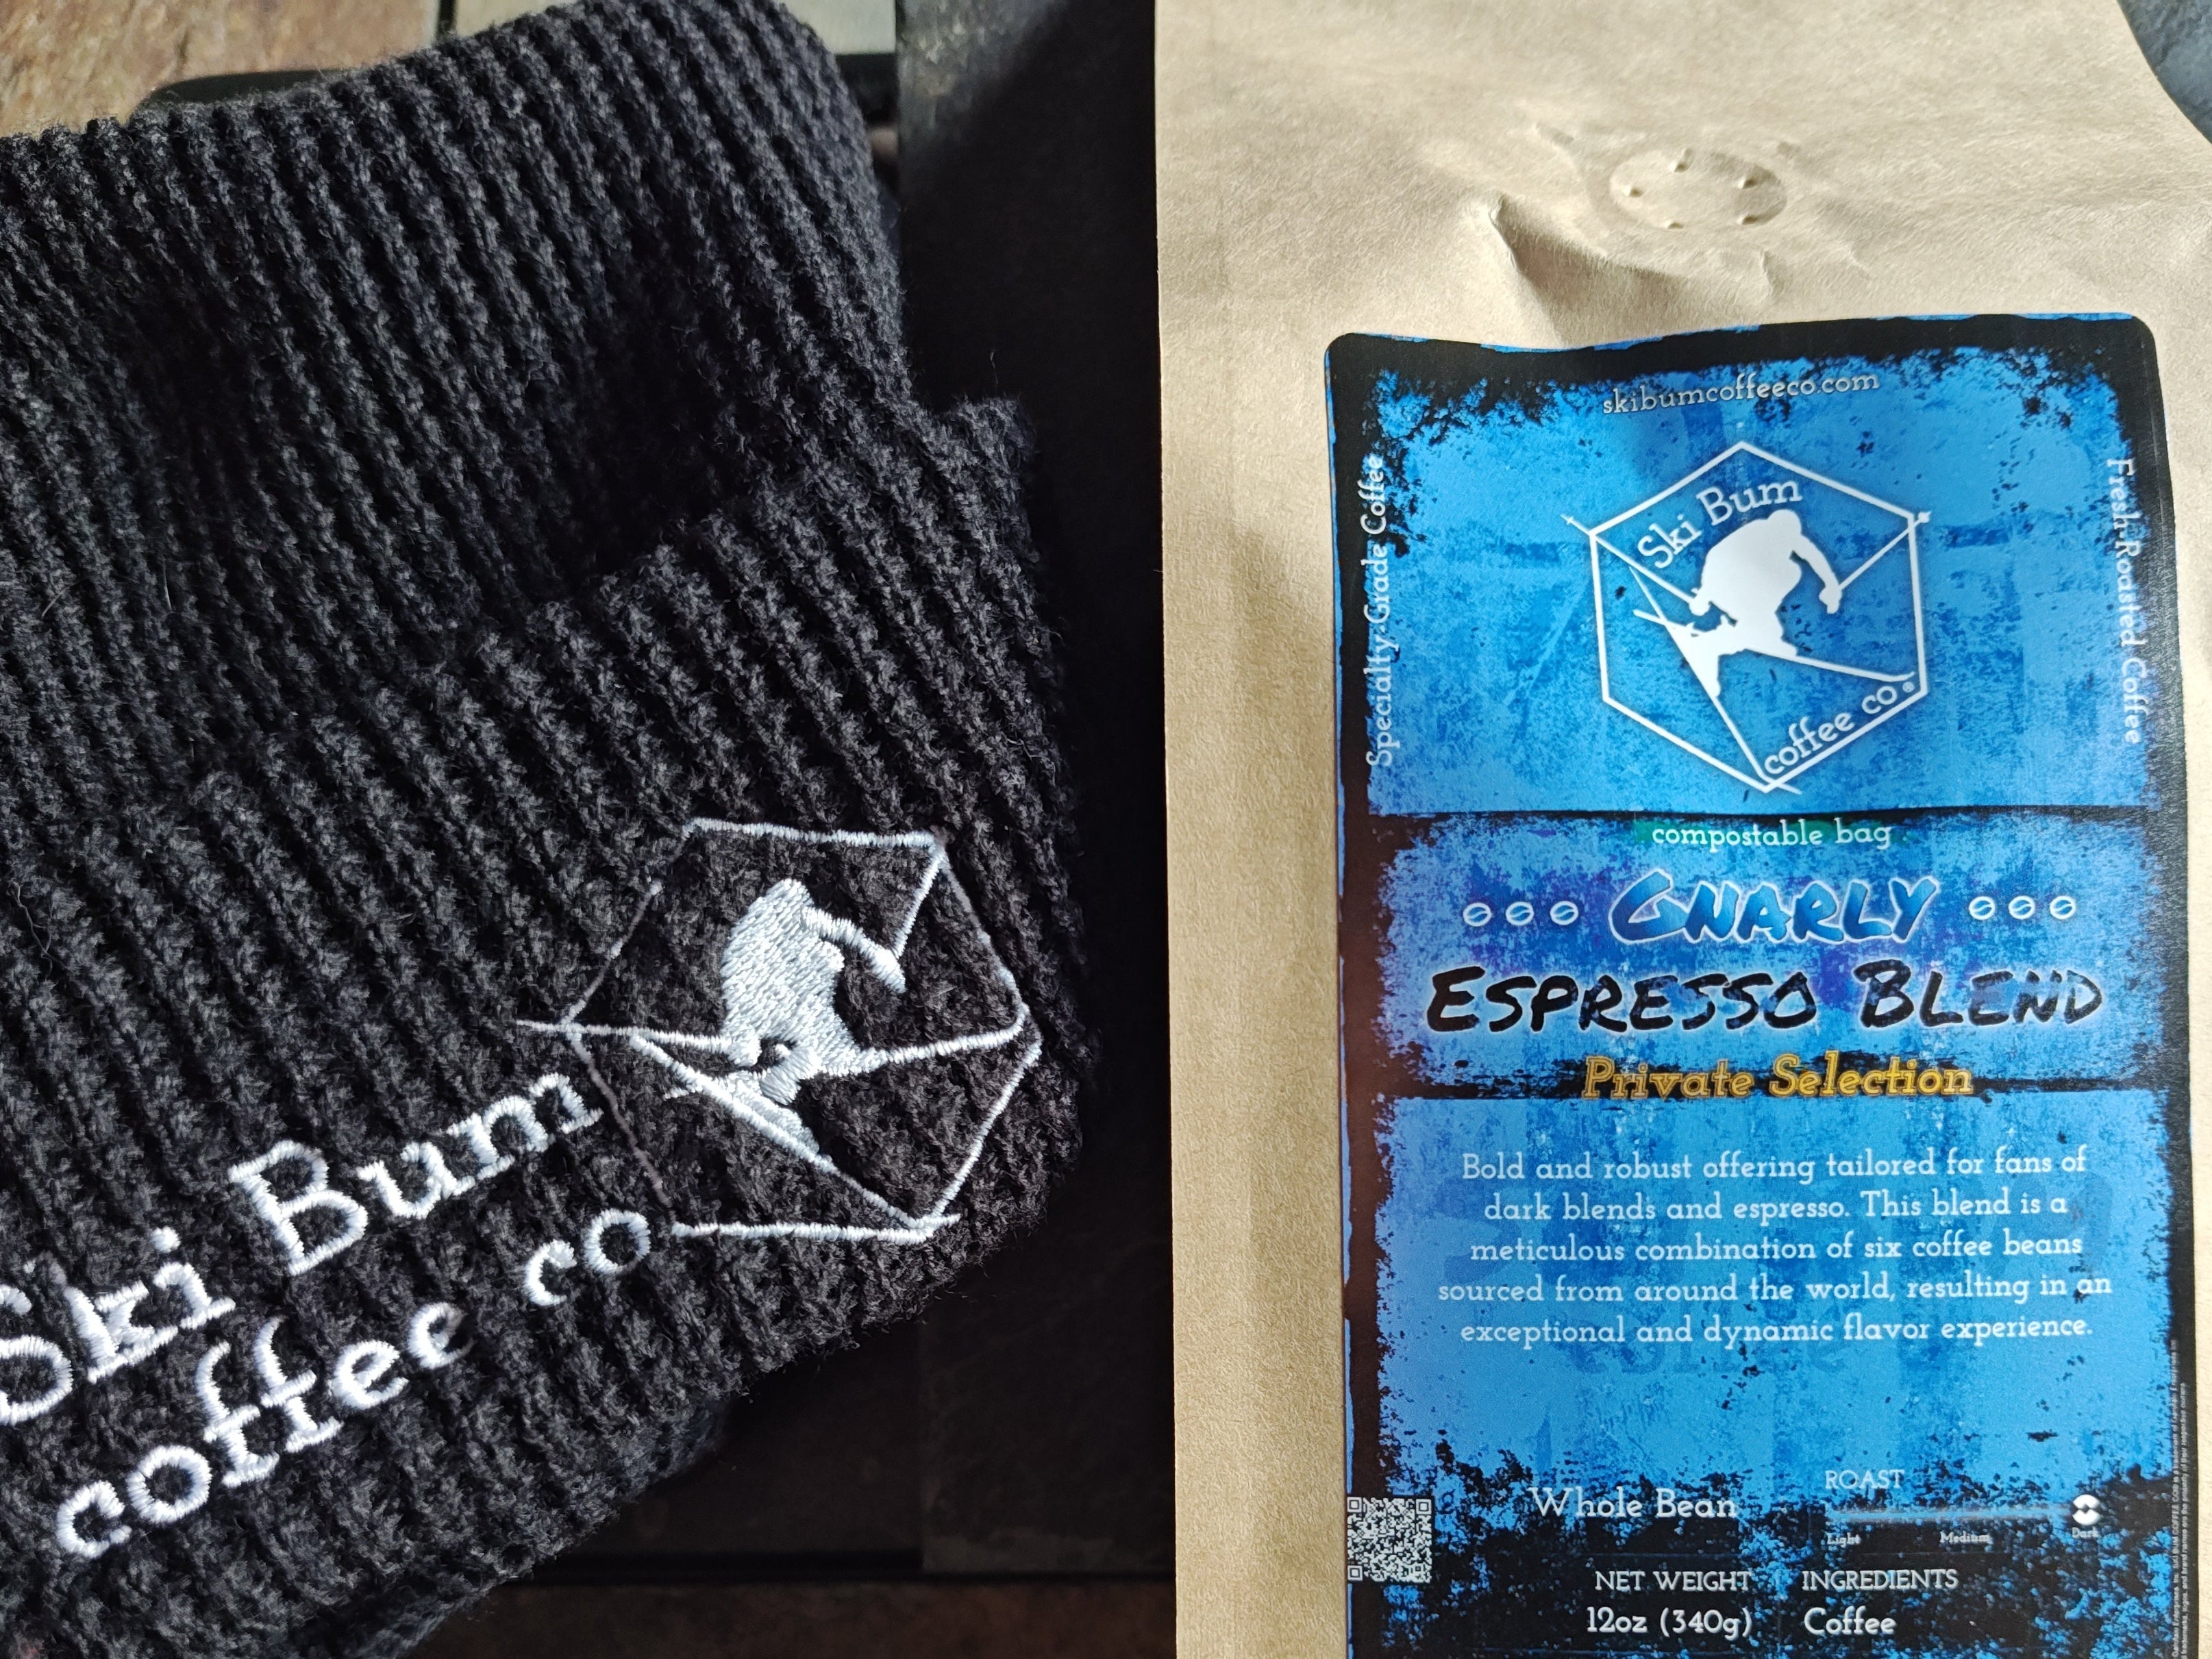 Ski Bum
coffee co
skibumcoffeeco.com
Specialty Grade Coffee
Fresh Roasted Coffee
Ski Bum
coffee co ®
compostable bag
GNARLY
ESPRESSO BLEND
Private Selection
Bold and robust offering tailored for fans of
dark blends and espresso. This blend is a
meticulous combination of six coffee beans
sourced from around the world, resulting in an
exceptional and dynamic flavor experience.
Whole Bean
ROAST
Light Medium Dark
NET WEIGHT
12oz (340g)
INGREDIENTS
Coffee